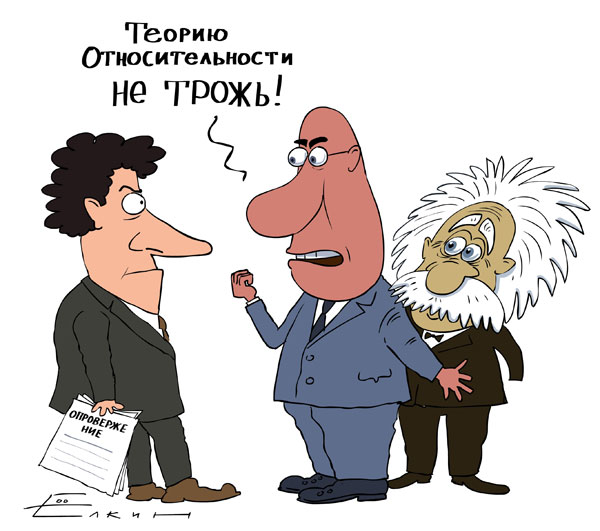 Теорию
Относительности
не трожь!
ОПРОВЕРЖЕ
НИЕ
Ёлкин